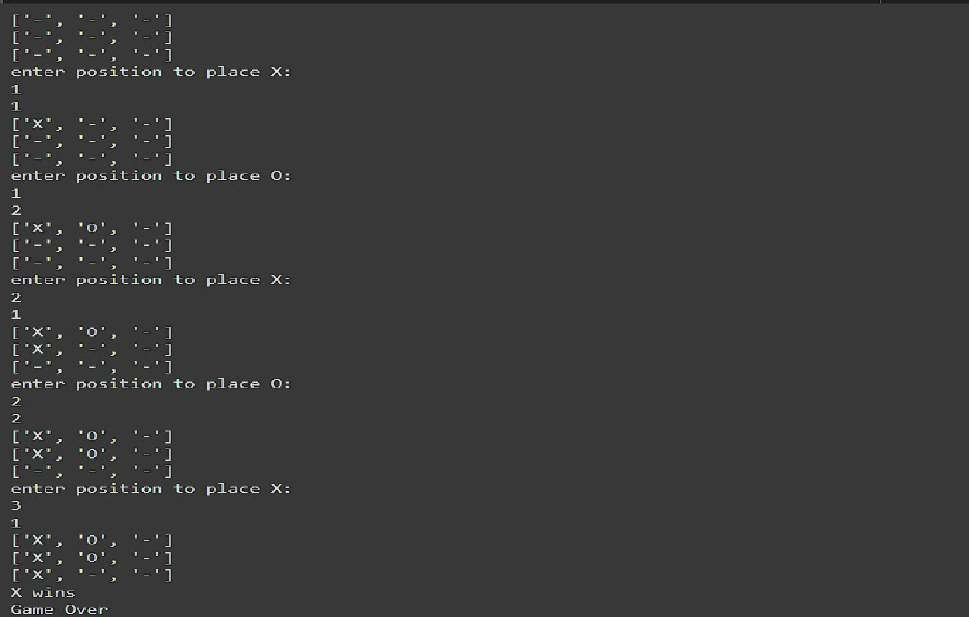 ['-', '-', '-']
['-', '-', '-']
['-', '-', '-']
enter position to place X:
1
1
['X', '-', '-']
['-', '-', '-']
['-', '-', '-']
enter position to place O:
1
2
['X', 'O', '-']
['-', '-', '-']
['-', '-', '-']
enter position to place X:
2
1
['X', 'O', '-']
['X', '-', '-']
['-', '-', '-']
enter position to place O:
2
2
['X', 'O', '-']
['X', 'O', '-']
['-', '-', '-']
enter position to place X:
3
1
['X', 'O', '-']
['X', 'O', '-']
['X', '-', '-']
X wins
Game Over